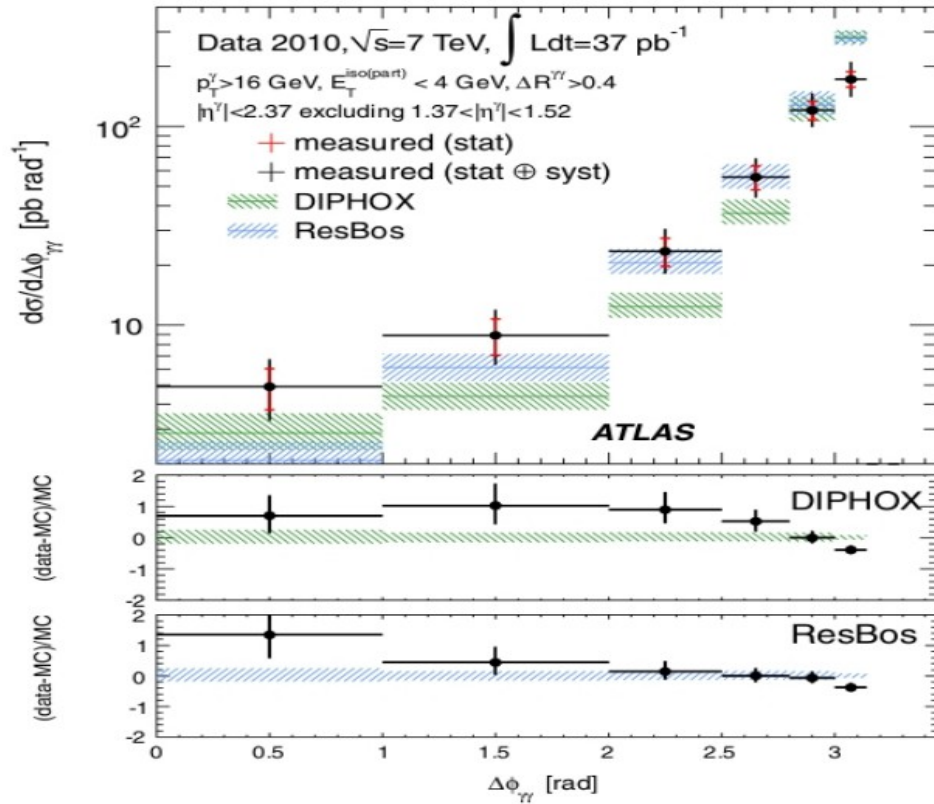 Data 2010, √s=7 TeV, ∫ Ldt=37 pb⁻¹
p_T^γ>16 GeV, E_T^iso(part) < 4 GeV, ΔR^γγ>0.4
|η^γ|<2.37 excluding 1.37<|η^γ|<1.52
measured (stat)
measured (stat ⊕ syst)
DIPHOX
ResBos
dσ/dΔφ_γγ [pb rad⁻¹]
10²
10
ATLAS
(data-MC)/MC
2
1
0
-1
-2
DIPHOX
(data-MC)/MC
2
1
0
-1
-2
ResBos
0 0.5 1 1.5 2 2.5 3
Δφ_γγ [rad]